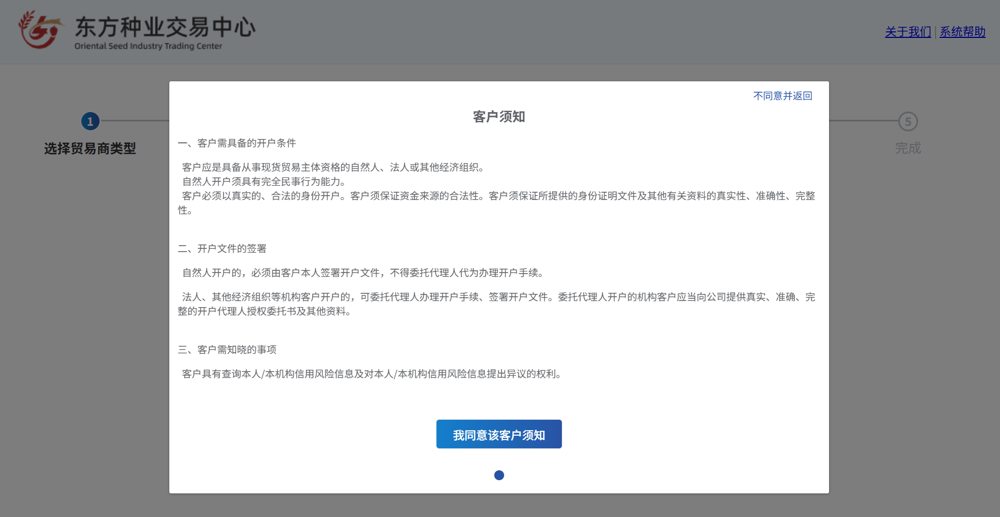 东方种业交易中心
Oriental Seed Industry Trading Center
关于我们 | 系统帮助
不同意并返回
客户须知
1
5
选择贸易商类型
完成
一、客户需具备的开户条件
客户应是具备从事现货贸易主体资格的自然人、法人或其他经济组织。
自然人开户须具有完全民事行为能力。
客户必须以真实的、合法的身份开户。客户须保证资金来源的合法性。客户须保证所提供的身份证明文件及其他有关资料的真实性、准确性、完整
性。
二、开户文件的签署
自然人开户的，必须由客户本人签署开户文件，不得委托代理人代为办理开户手续。
法人、其他经济组织等机构客户开户的，可委托代理人办理开户手续、签署开户文件。委托代理人开户的机构客户应当向公司提供真实、准确、完
整的开户代理人授权委托书及其他资料。
三、客户需知晓的事项
客户具有查询本人/本机构信用风险信息及对本人/本机构信用风险信息提出异议的权利。
我同意该客户须知